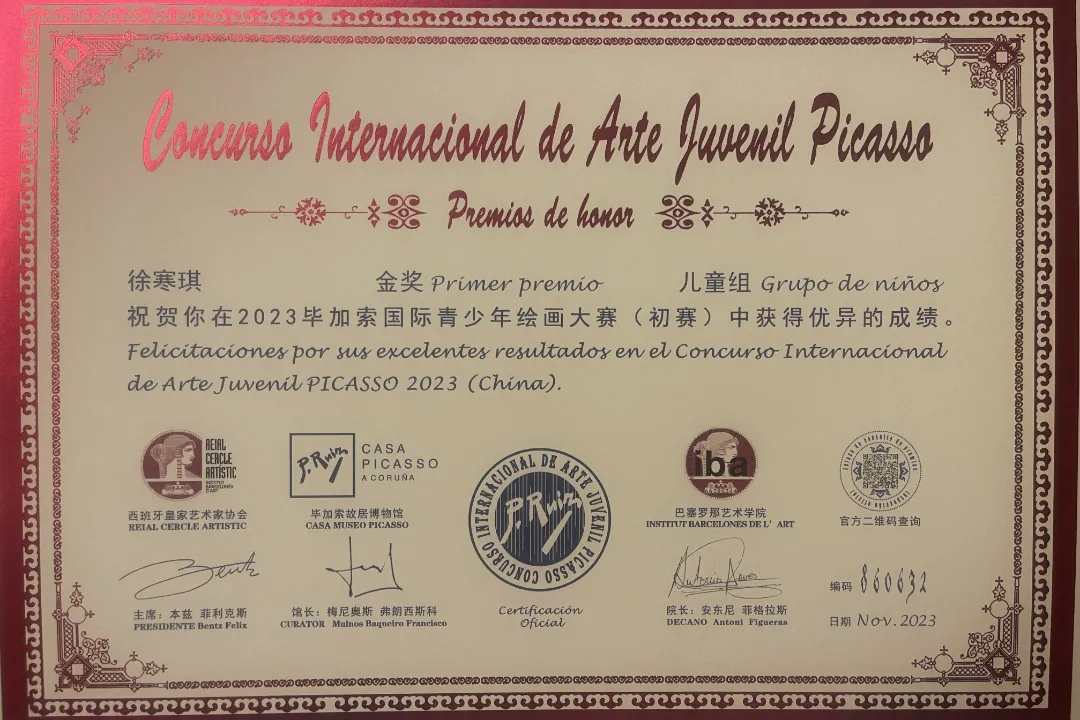 Concurso Internacional de Arte Juvenil Picasso
Premios de honor
徐寒琪 金奖 Primer premio 儿童组 Grupo de niños
祝贺你在2023毕加索国际青少年绘画大赛（初赛）中获得优异的成绩。
Felicitaciones por sus excelentes resultados en el Concurso Internacional
de Arte Juvenil PICASSO 2023 (China).
REIAL
CERCLE
ARTÍSTIC
INSTITUT
BARCELONÈS
D'ART
西班牙皇家艺术家协会
REIAL CERCLE ARTISTIC
P.Ruiz
CASA
PICASSO
A CORUÑA
毕加索故居博物馆
CASA MUSEO PICASSO
CONCURSO INTERNACIONAL DE ARTE JUVENIL PICASSO
P.Ruiz
Certificación
Oficial
iba
巴塞罗那艺术学院
INSTITUT BARCELONES DE L' ART
官方二维码查询
主席：本兹 菲利克斯
PRESIDENTE Bentz Felix
馆长：梅尼奥斯 弗朗西斯科
CURATOR Muinos Baqueiro Francisco
院长：安东尼 菲格拉斯
DECANO Antoni Figueras
编码 860632
日期 Nov.2023